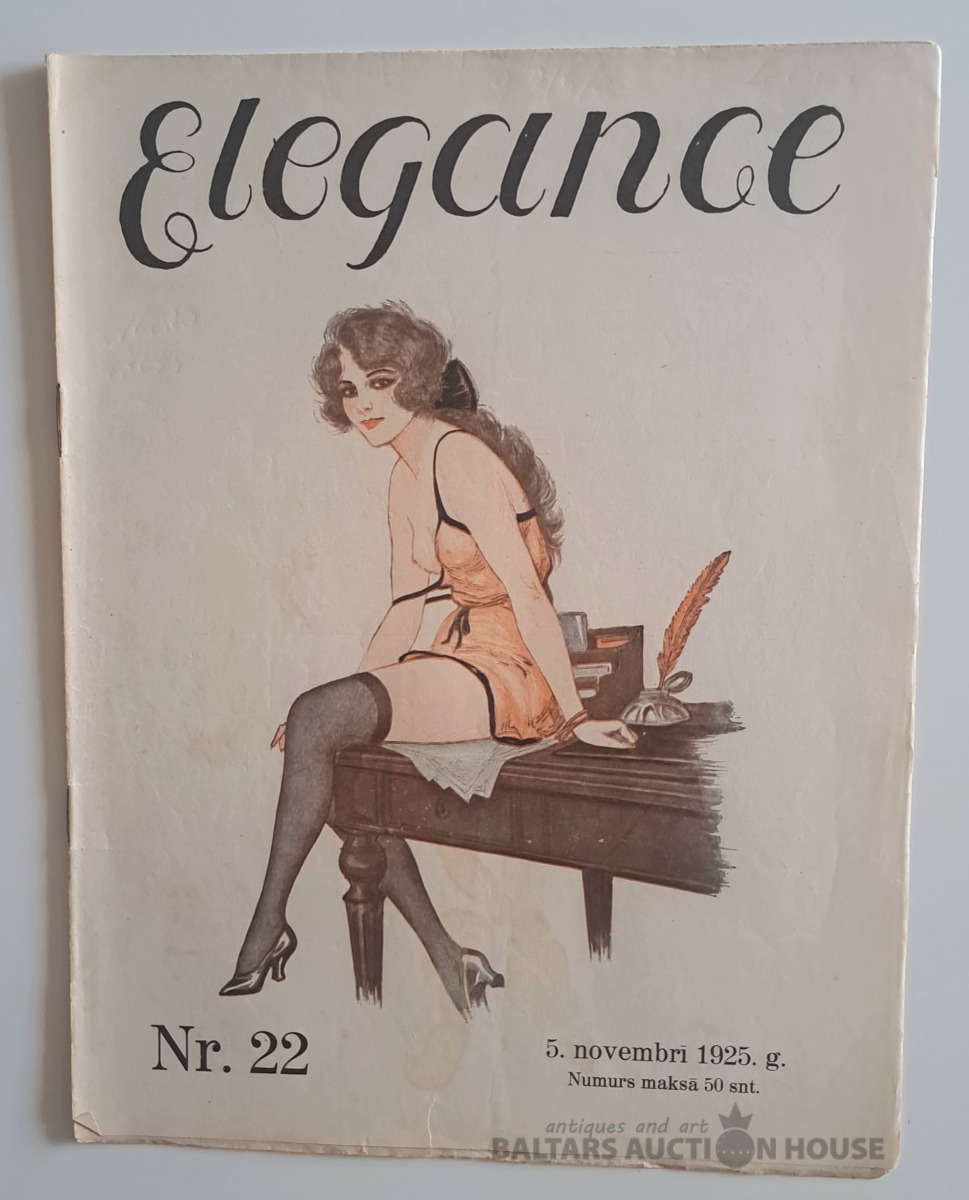 Elegance
Nr. 22
5. novembrī 1925. g.
Numurs maksā 50 snt.
antiques and art
BALTARS AUCTION HOUSE